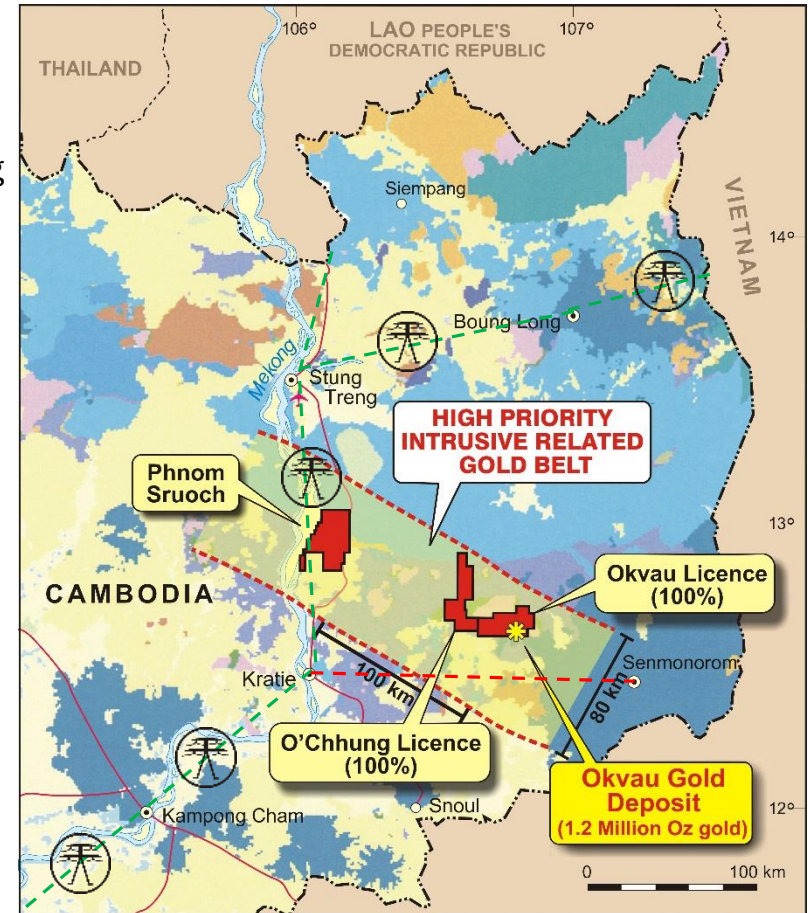 106°
107°
LAO PEOPLE'S
DEMOCRATIC REPUBLIC
THAILAND
g
Siempang
VIETNAM
14°
Boung Long
Mekong
Stung
Treng
HIGH PRIORITY
INTRUSIVE RELATED
GOLD BELT
Phnom
Sruoch
13°
CAMBODIA
Okvau Licence
(100%)
Kratie
100 km
Senmonorom
80 km
O'Chhung Licence
(100%)
Okvau Gold
Deposit
(1.2 Million Oz gold)
Kampong Cham
Snoul
12°
0
100 km